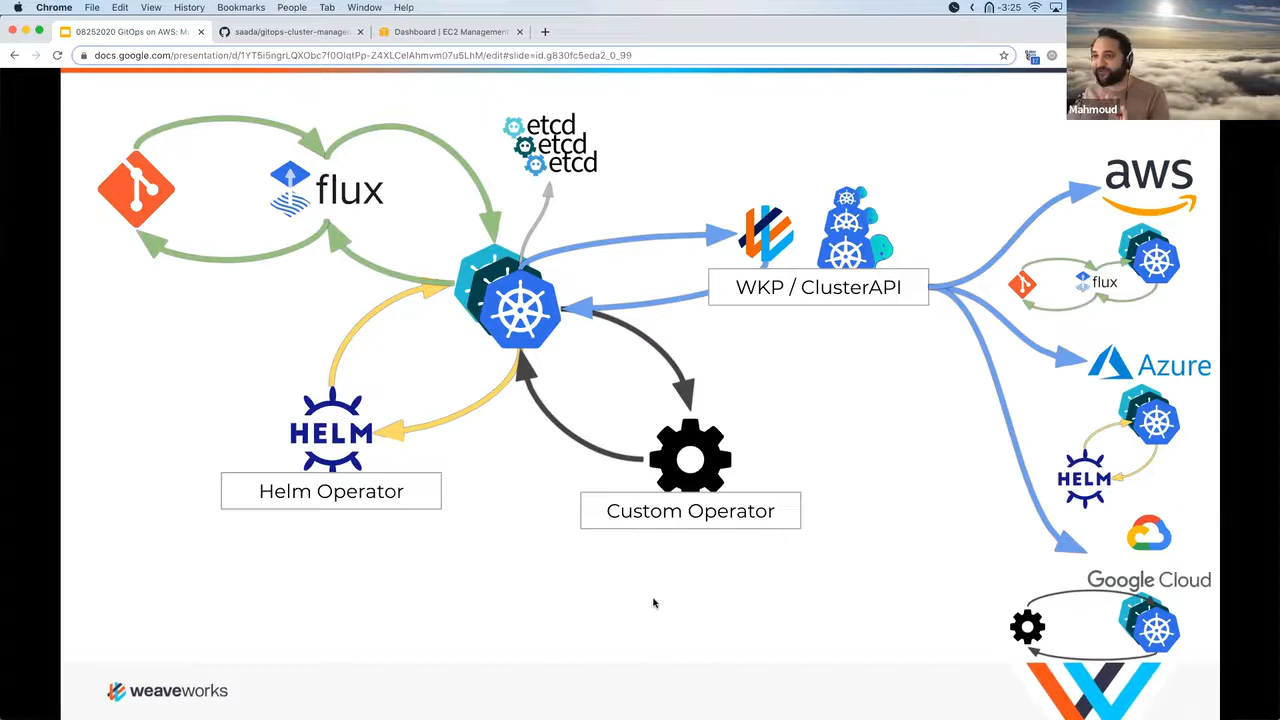 Chrome File Edit View History Bookmarks People Tab Window Help
-3:25
08252020 GitOps on AWS: M
saada/gitops-cluster-manage
Dashboard | EC2 Management
docs.google.com/presentation/d/1YT5i5ngrLQXObc7f0OlqtPp-Z4XLCelAhmvm07u5LhM/edit#slide=id.g830fc5eda2_0_99
Mahmoud
etcd
etcd
etcd
flux
aws
WKP / ClusterAPI
flux
Azure
HELM
Helm Operator
Custom Operator
HELM
Google Cloud
weaveworks